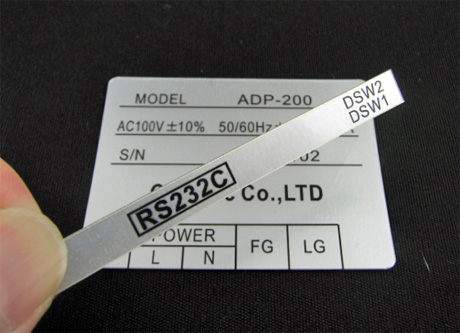 MODEL ADP-200
AC100V±10% 50/60Hz
S/N
Co.,LTD
POWER FG LG
L N
DSW2
DSW1
RS232C